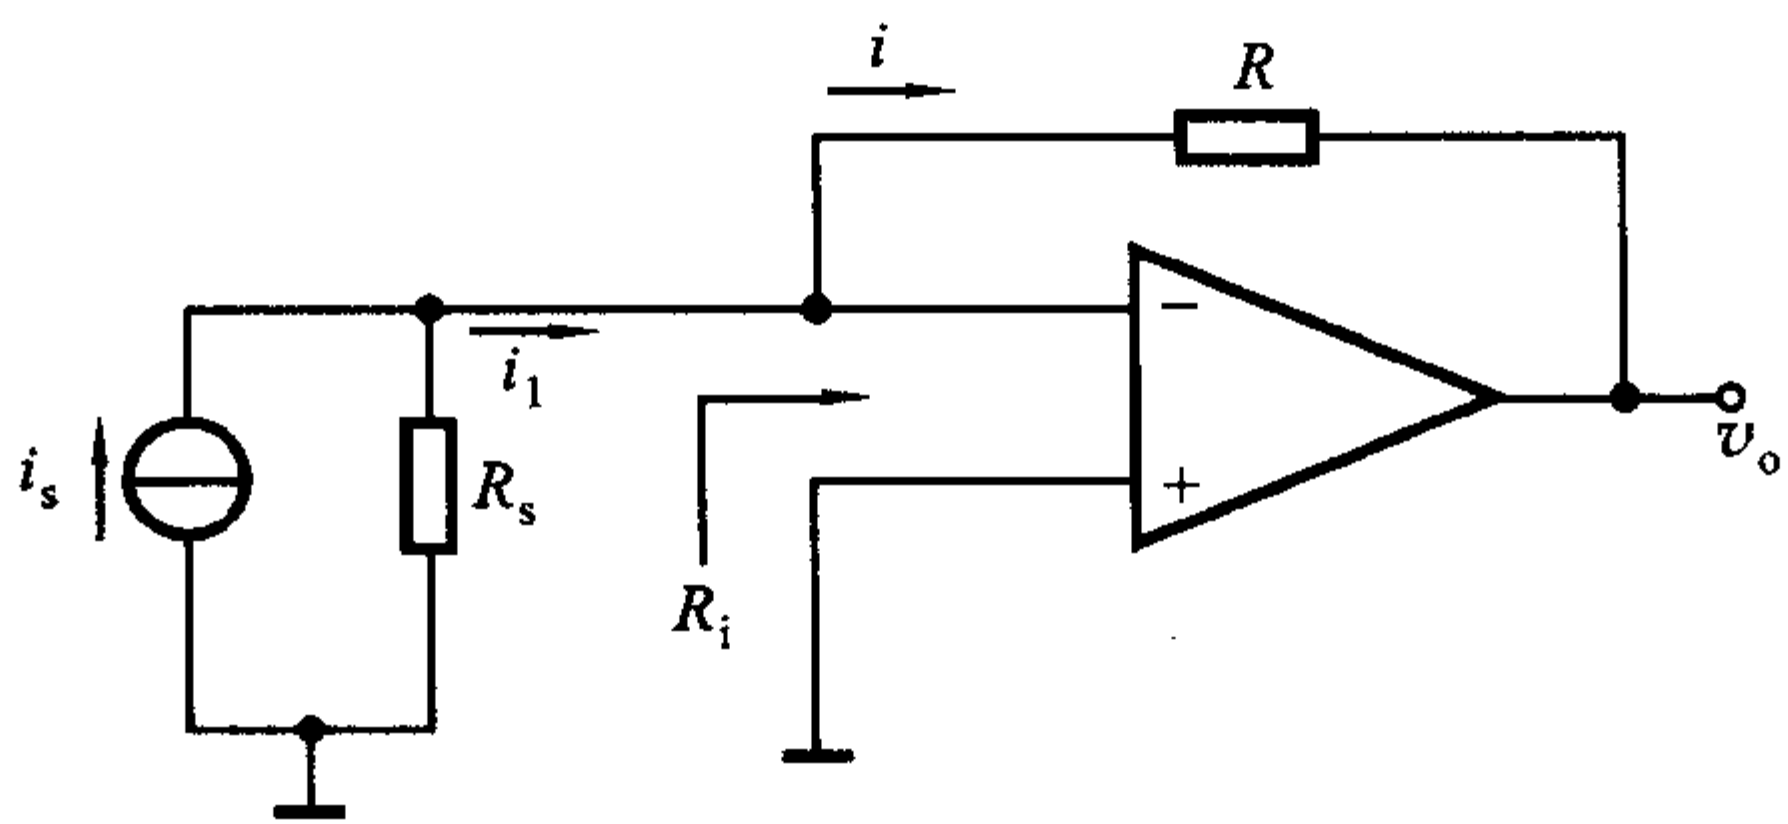 i
R
−
i₁
iₛ
Rₛ
+
vₒ
Rᵢ